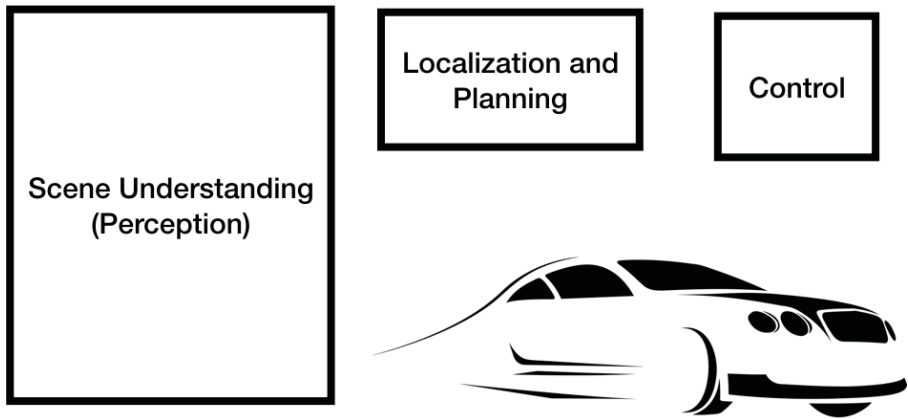 Scene Understanding
(Perception)
Localization and
Planning
Control